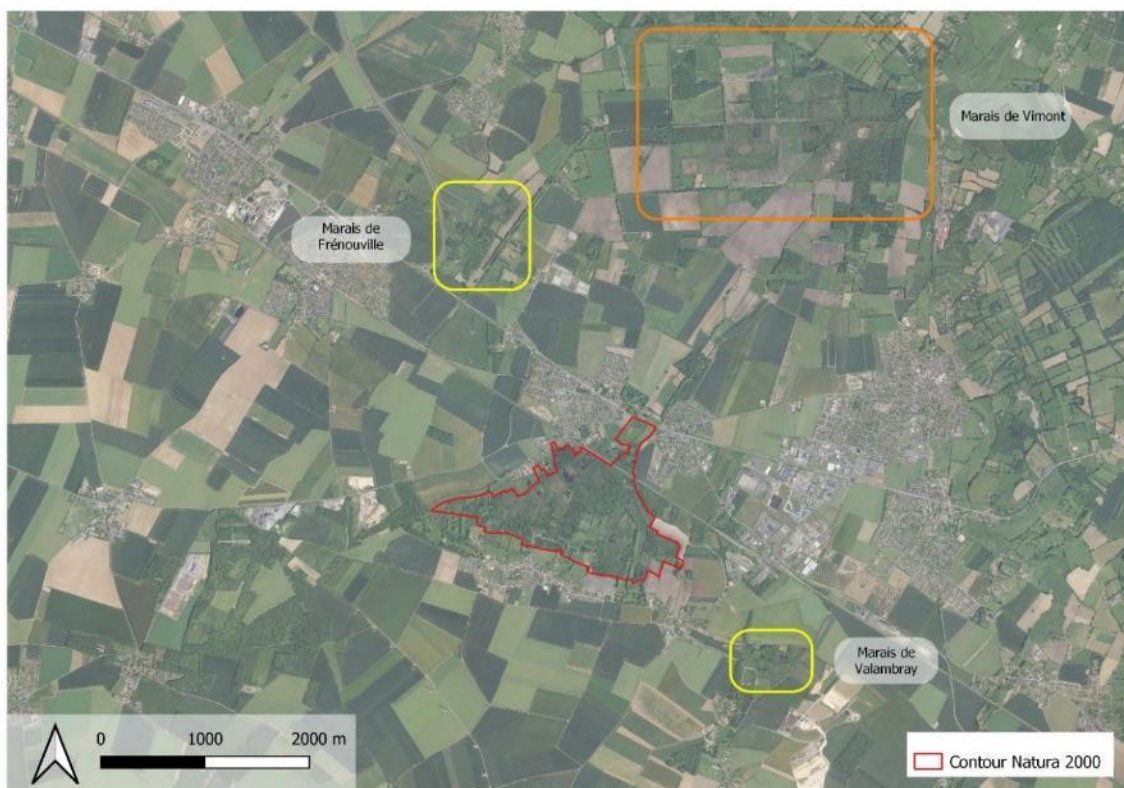 Marais de Vimont
Marais de
Frénouville
Marais de
Valambray
0 1000 2000 m
Contour Natura 2000